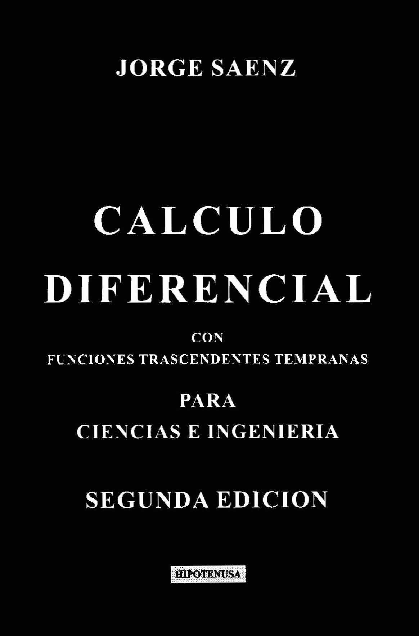 JORGE SAENZ
CALCULO
DIFERENCIAL
CON
FUNCIONES TRASCENDENTES TEMPRANAS
PARA
CIENCIAS E INGENIERIA
SEGUNDA EDICION
HIPOTENUSA